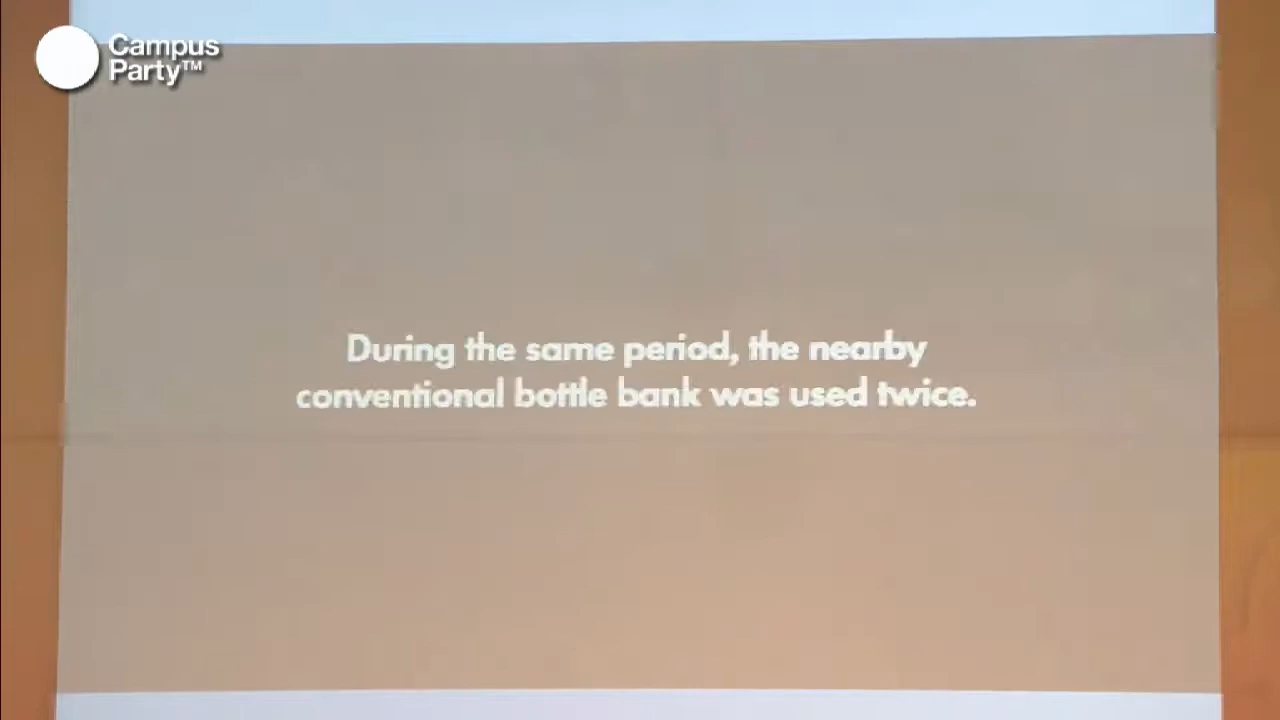 Campus
Party™
During the same period, the nearby
conventional bottle bank was used twice.